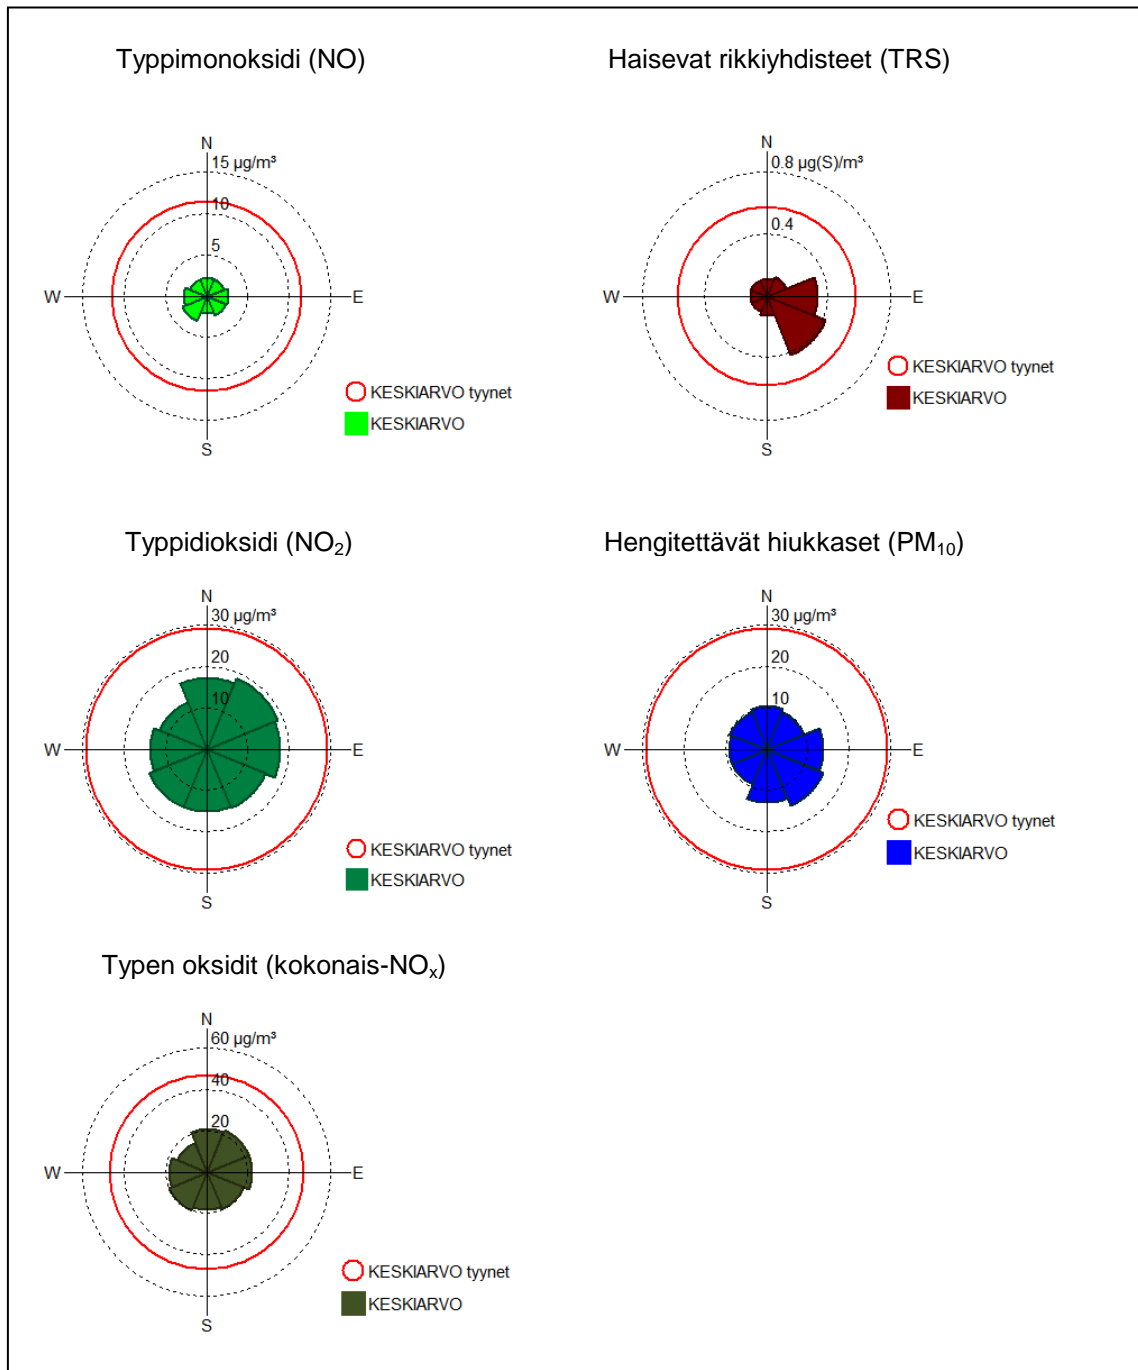 Typpimonoksidi (NO)
N
15 µg/m³
10
5
W
E
S
KESKIARVO tyynet
KESKIARVO
Haisevat rikkiyhdisteet (TRS)
N
0.8 µg(S)/m³
0.4
W
E
S
KESKIARVO tyynet
KESKIARVO
Typpidioksidi (NO₂)
N
30 µg/m³
20
10
W
E
S
KESKIARVO tyynet
KESKIARVO
Hengitettävät hiukkaset (PM₁₀)
N
30 µg/m³
20
10
W
E
S
KESKIARVO tyynet
KESKIARVO
Typen oksidit (kokonais-NOₓ)
N
60 µg/m³
40
20
W
E
S
KESKIARVO tyynet
KESKIARVO